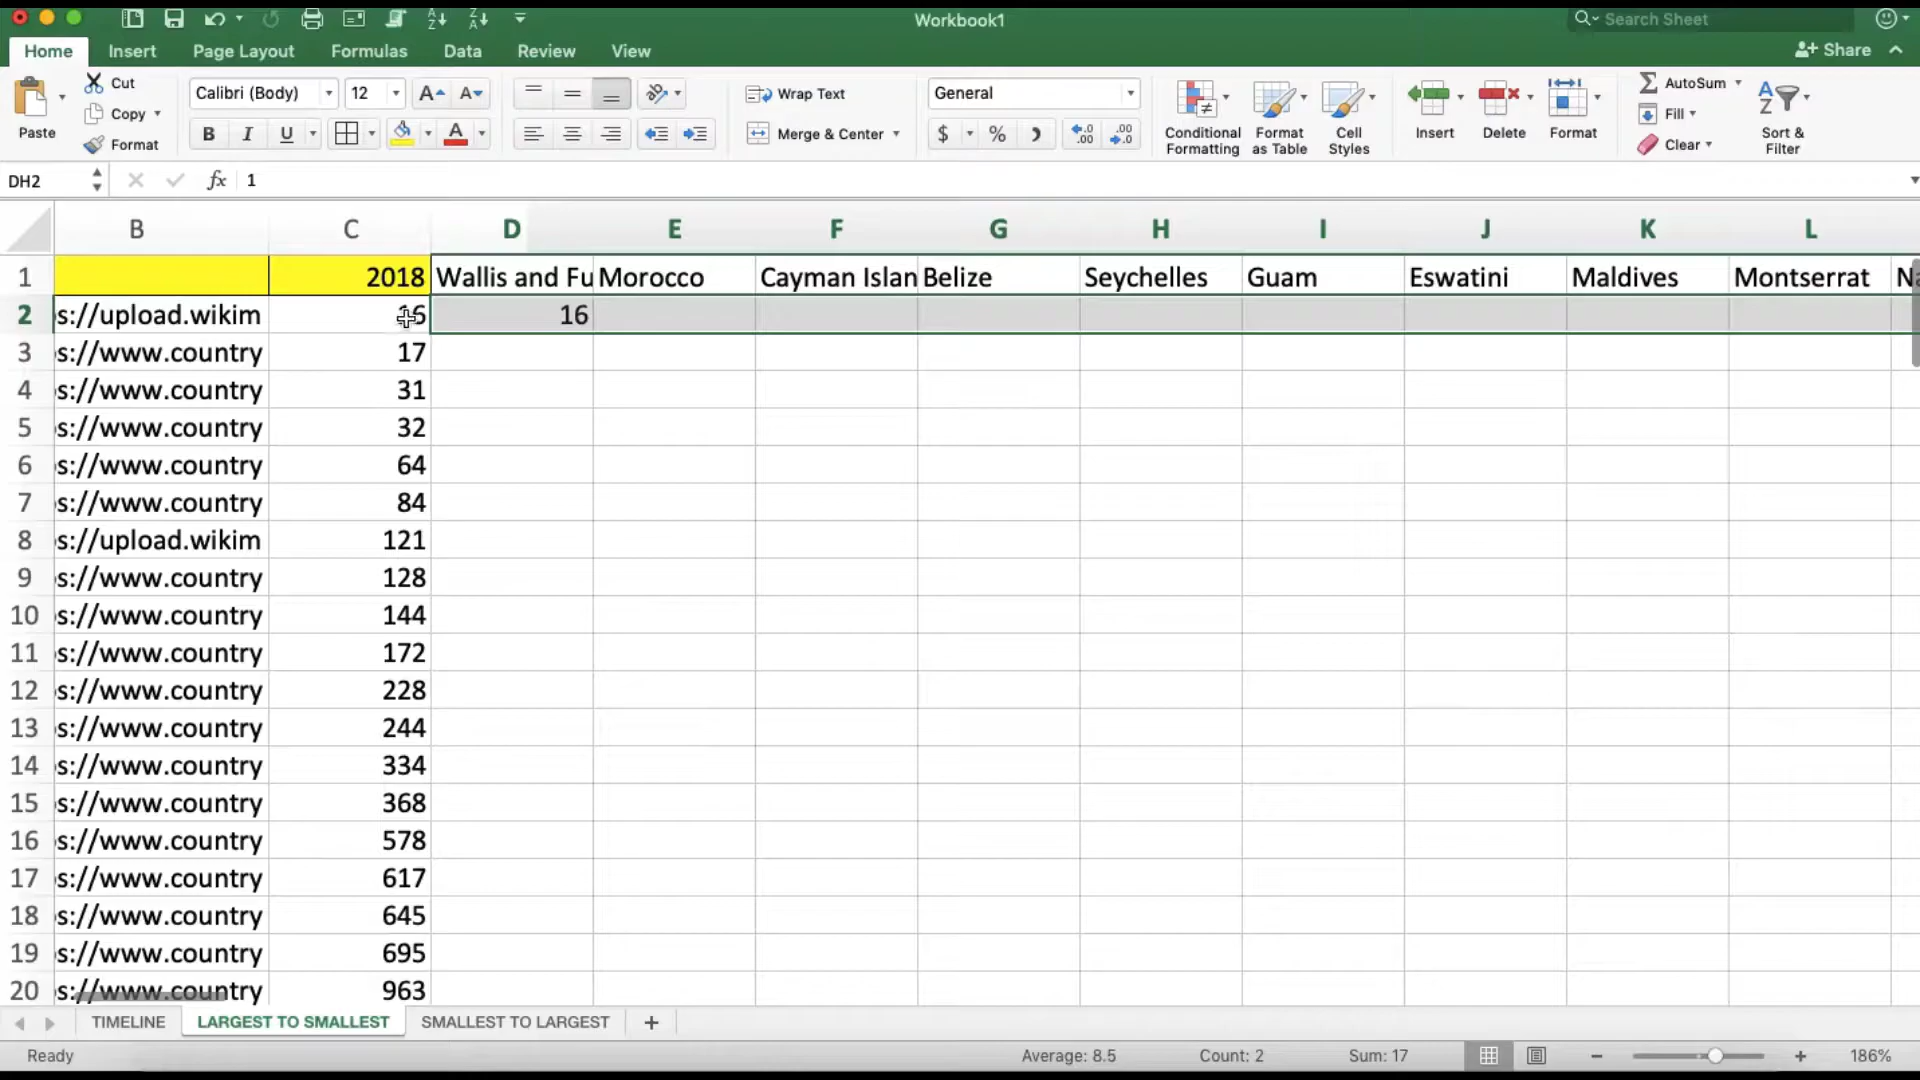 Workbook1
Search Sheet
Home Insert Page Layout Formulas Data Review View
Share
Paste
Cut
Copy
Format
Calibri (Body) 12
B I U
Wrap Text
Merge & Center
General
$ %
Conditional Formatting
Format as Table
Cell Styles
Insert
Delete
Format
AutoSum
Fill
Clear
Sort & Filter
DH2 fx 1
B C D E F G H I J K L
1 2018 Wallis and Fu Morocco Cayman Islan Belize Seychelles Guam Eswatini Maldives Montserrat
2 s://upload.wikim 16 16
3 s://www.country 17
4 s://www.country 31
5 s://www.country 32
6 s://www.country 64
7 s://www.country 84
8 s://upload.wikim 121
9 s://www.country 128
10 s://www.country 144
11 s://www.country 172
12 s://www.country 228
13 s://www.country 244
14 s://www.country 334
15 s://www.country 368
16 s://www.country 578
17 s://www.country 617
18 s://www.country 645
19 s://www.country 695
20 s://www.country 963
TIMELINE LARGEST TO SMALLEST SMALLEST TO LARGEST +
Ready Average: 8.5 Count: 2 Sum: 17 186%